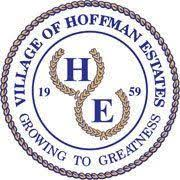 VILLAGE OF HOFFMAN ESTATES
H
19 59
E
GROWING TO GREATNESS